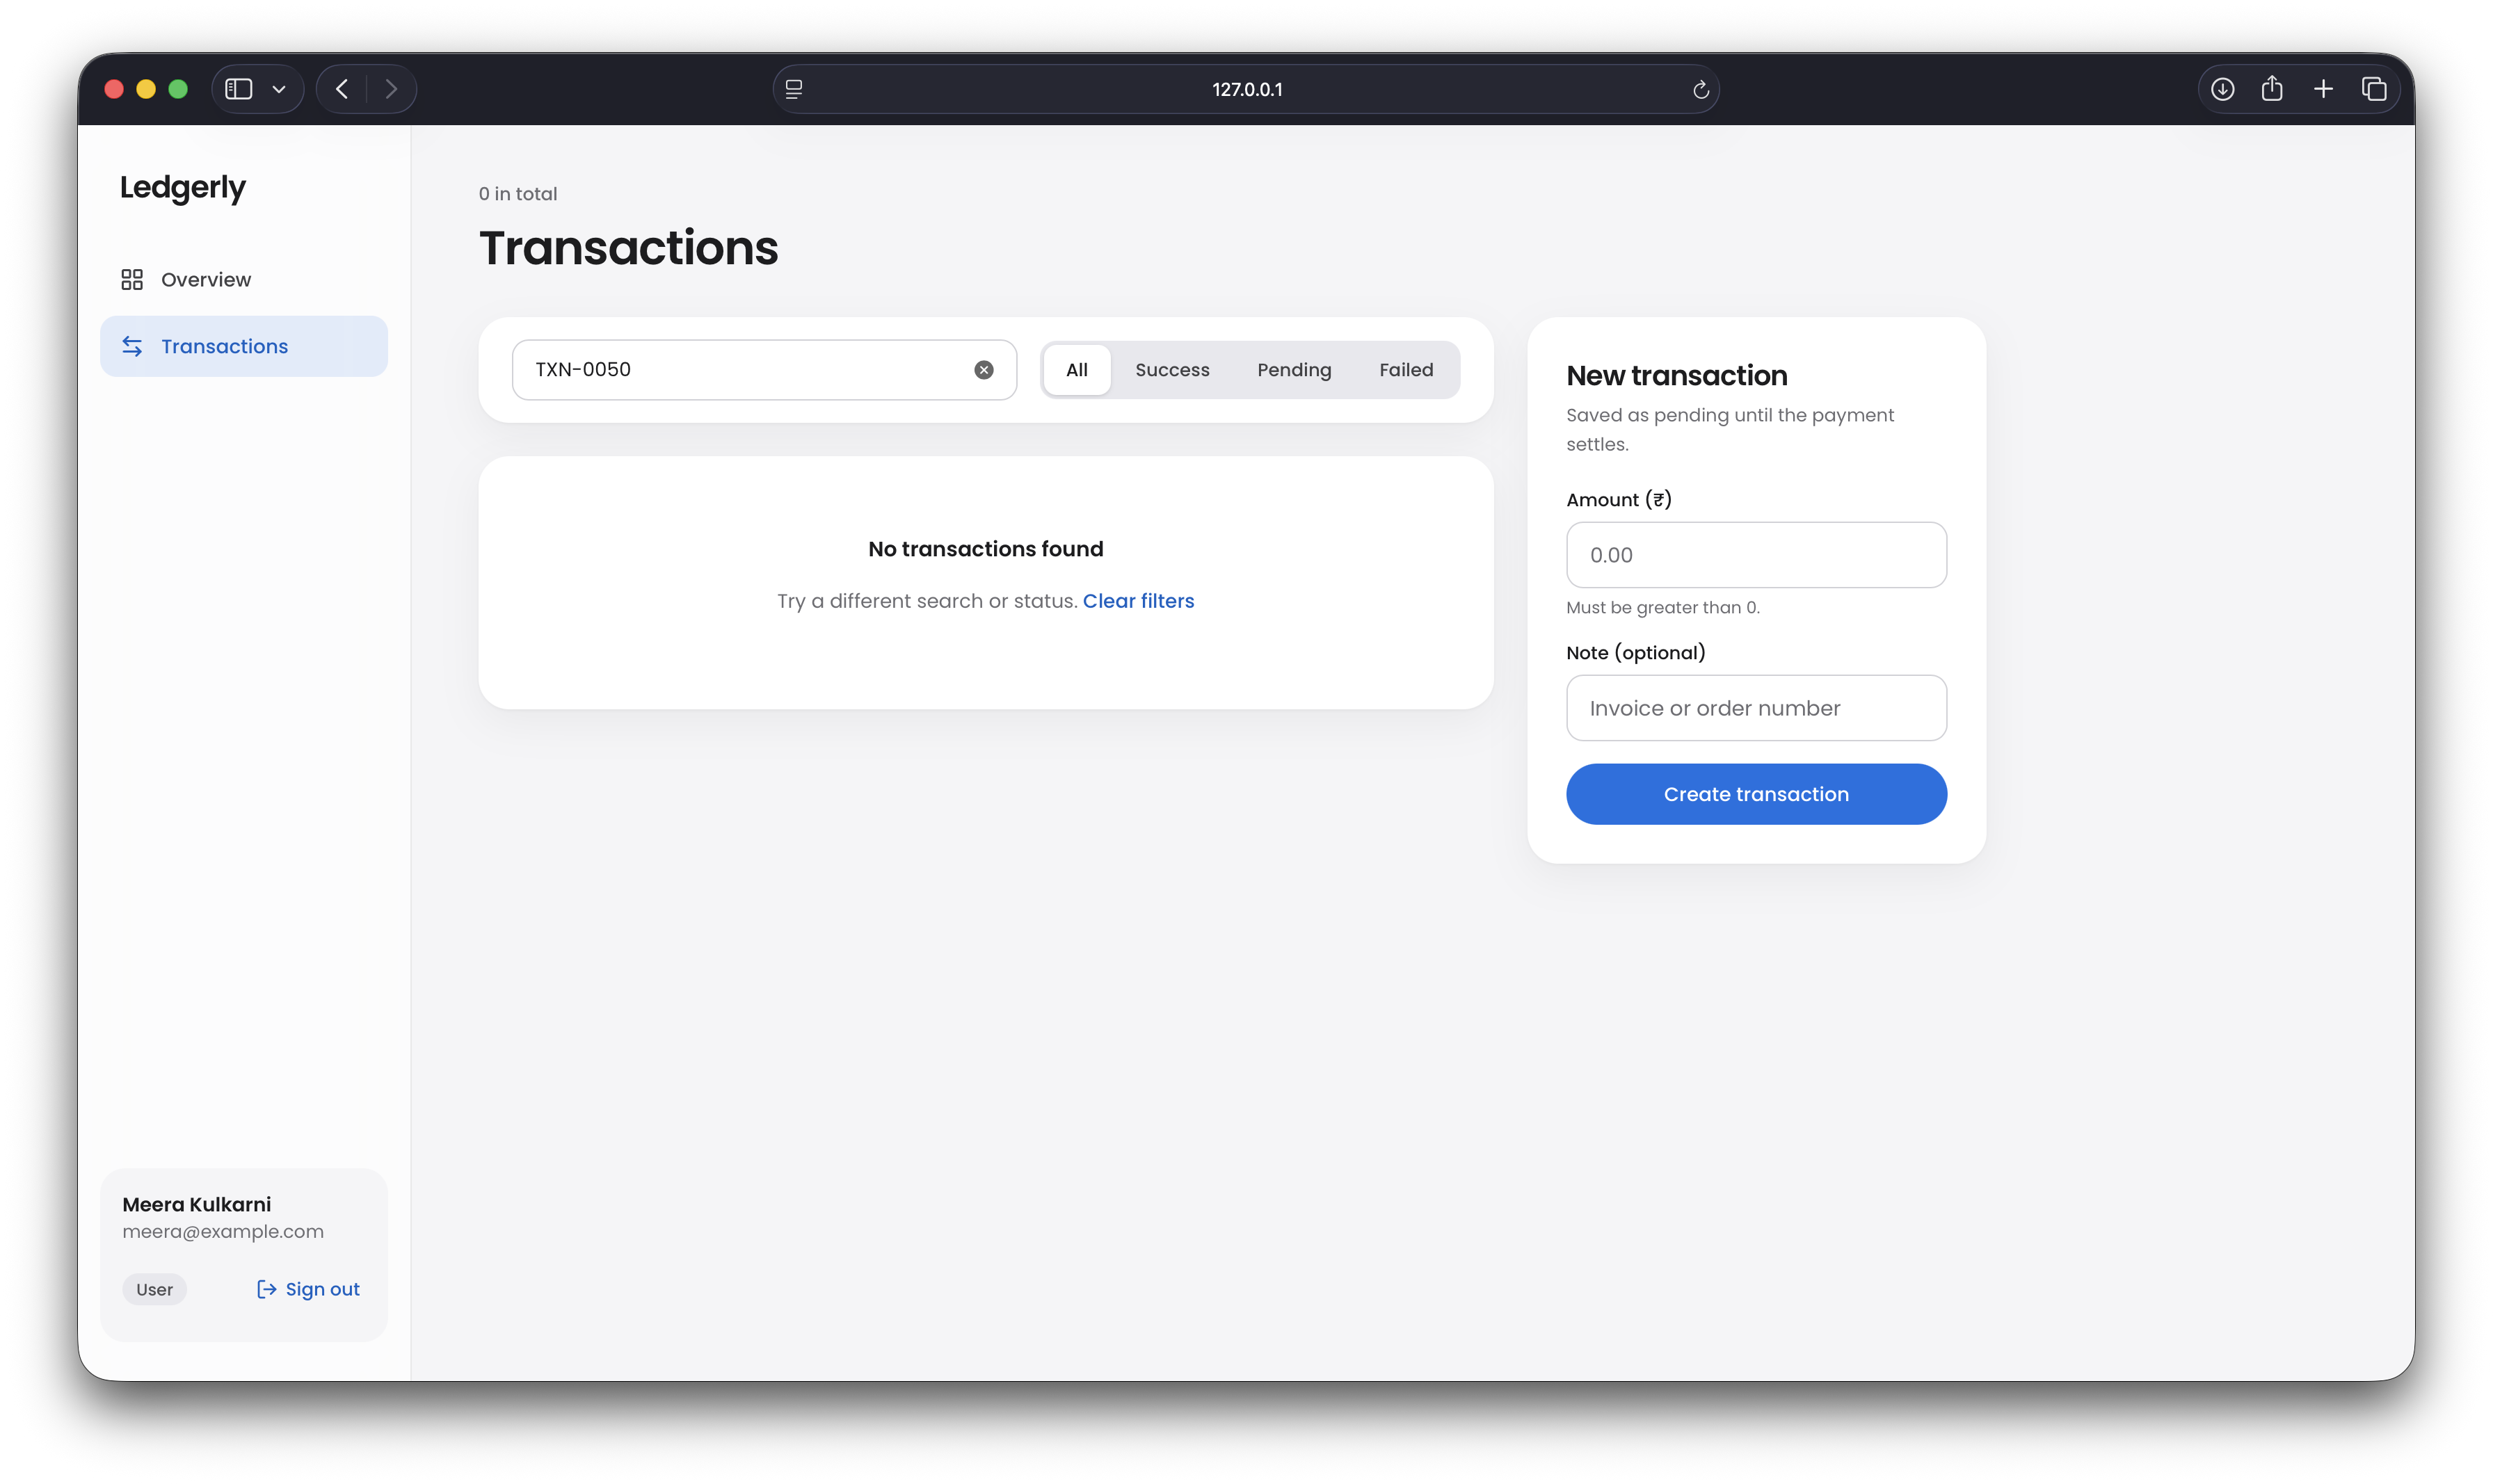 127.0.0.1
Ledgerly
Overview
Transactions
Meera Kulkarni
meera@example.com
User
Sign out
0 in total
Transactions
TXN-0050
All
Success
Pending
Failed
No transactions found
Try a different search or status. Clear filters
New transaction
Saved as pending until the payment
settles.
Amount (₹)
0.00
Must be greater than 0.
Note (optional)
Invoice or order number
Create transaction